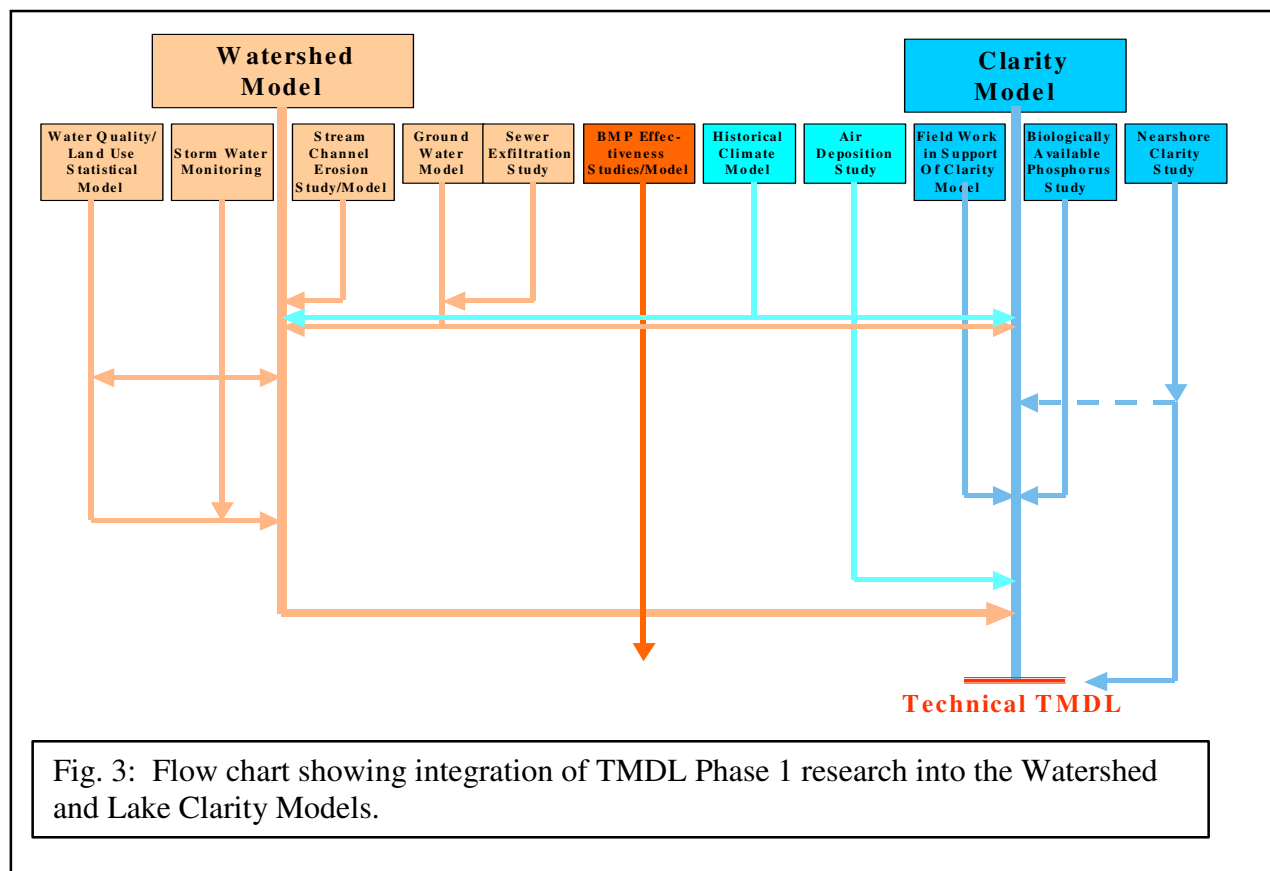 Watershed
Model
Clarity
Model
Water Quality/
Land Use
Statistical
Model
Storm Water
Monitoring
Stream
Channel
Erosion
Study/Model
Ground
Water
Model
Sewer
Exfiltration
Study
BMP Effec-
tiveness
Studies/Model
Historical
Climate
Model
Air
Deposition
Study
Field Work
in Support
Of Clarity
Model
Biologically
Available
Phosphorus
Study
Nearshore
Clarity
Study
Technical TMDL
Fig. 3: Flow chart showing integration of TMDL Phase 1 research into the Watershed
and Lake Clarity Models.